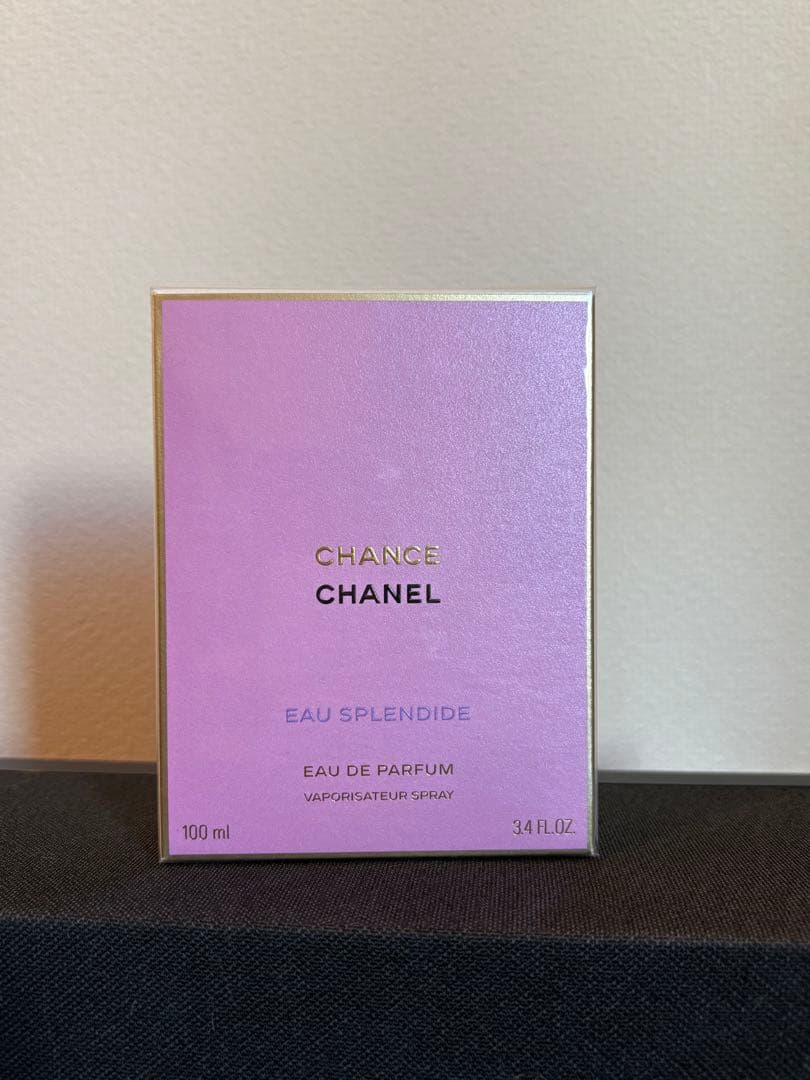 CHANCE
CHANEL
EAU SPLENDIDE
EAU DE PARFUM
VAPORISATEUR SPRAY
100 ml 3.4 FL.OZ.